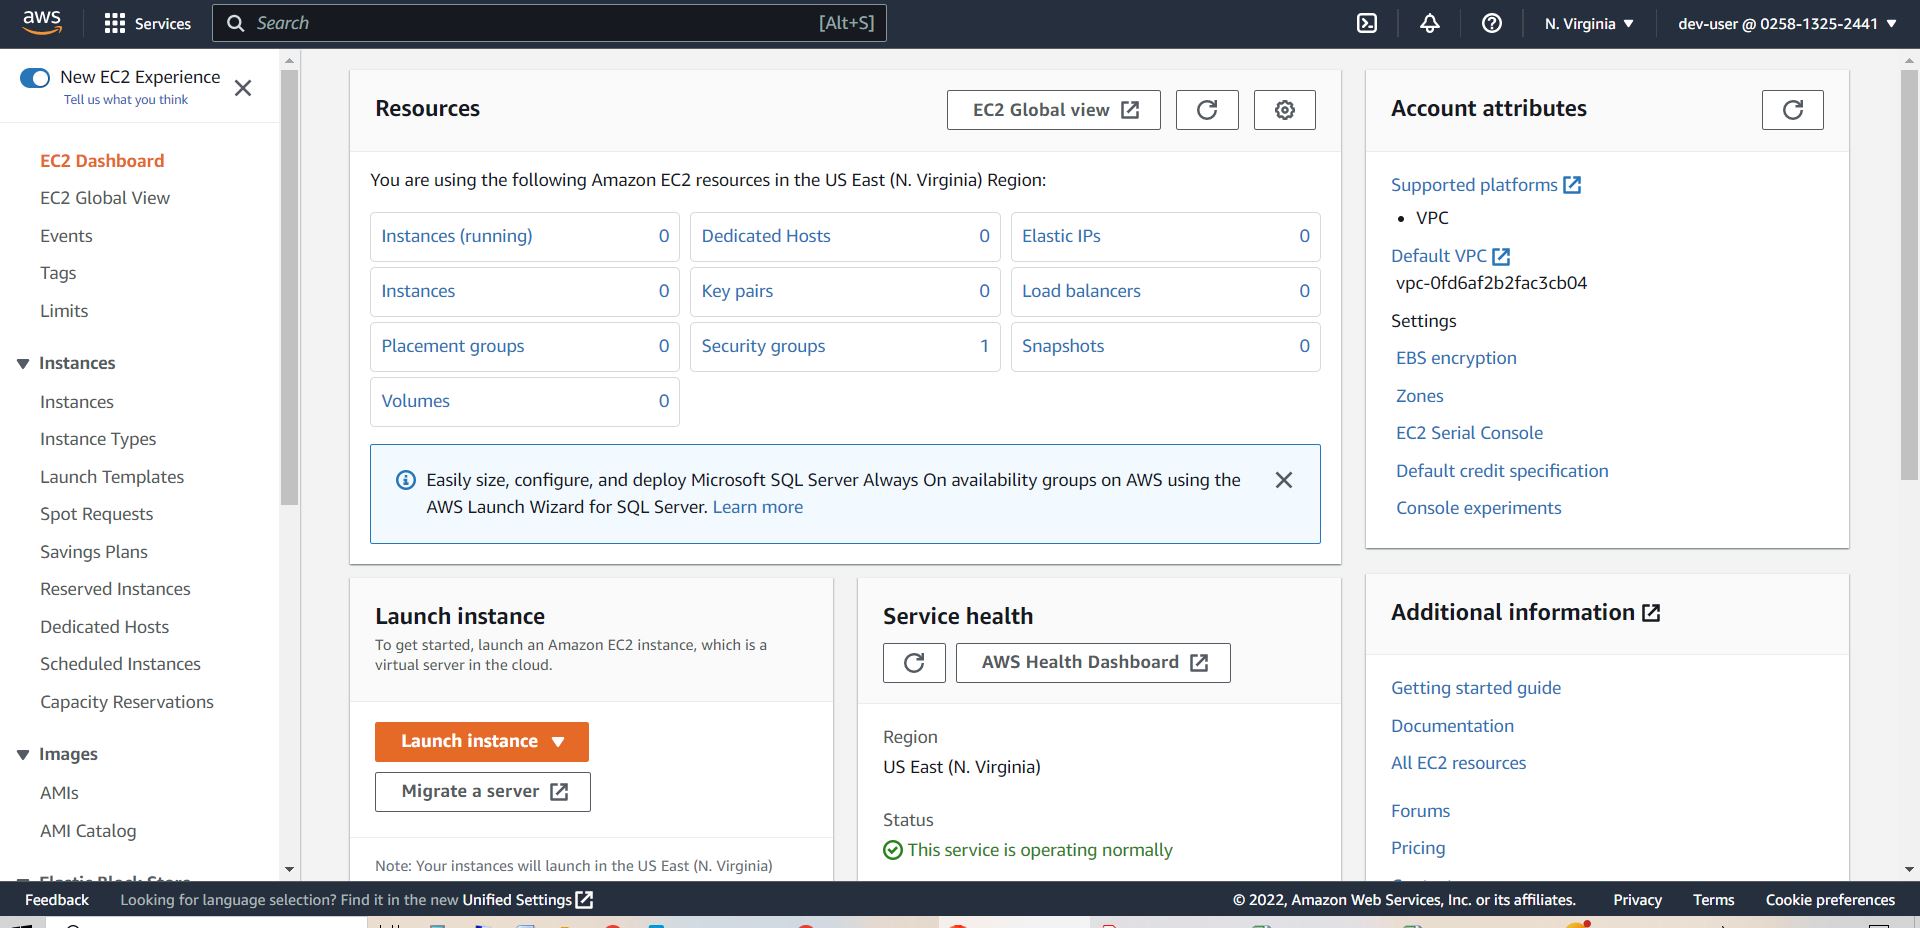 aws
Services
Search
[Alt+S]
N. Virginia
dev-user @ 0258-1325-2441
New EC2 Experience
Tell us what you think
EC2 Dashboard
EC2 Global View
Events
Tags
Limits
Instances
Instances
Instance Types
Launch Templates
Spot Requests
Savings Plans
Reserved Instances
Dedicated Hosts
Scheduled Instances
Capacity Reservations
Images
AMIs
AMI Catalog
Elastic Block Store
Resources
EC2 Global view
You are using the following Amazon EC2 resources in the US East (N. Virginia) Region:
Instances (running) 0
Dedicated Hosts 0
Elastic IPs 0
Instances 0
Key pairs 0
Load balancers 0
Placement groups 0
Security groups 1
Snapshots 0
Volumes 0
Easily size, configure, and deploy Microsoft SQL Server Always On availability groups on AWS using the
AWS Launch Wizard for SQL Server. Learn more
Launch instance
To get started, launch an Amazon EC2 instance, which is a
virtual server in the cloud.
Launch instance
Migrate a server
Note: Your instances will launch in the US East (N. Virginia)
Service health
AWS Health Dashboard
Region
US East (N. Virginia)
Status
This service is operating normally
Account attributes
Supported platforms
• VPC
Default VPC
vpc-0fd6af2b2fac3cb04
Settings
EBS encryption
Zones
EC2 Serial Console
Default credit specification
Console experiments
Additional information
Getting started guide
Documentation
All EC2 resources
Forums
Pricing
Feedback
Looking for language selection? Find it in the new Unified Settings
© 2022, Amazon Web Services, Inc. or its affiliates.
Privacy
Terms
Cookie preferences